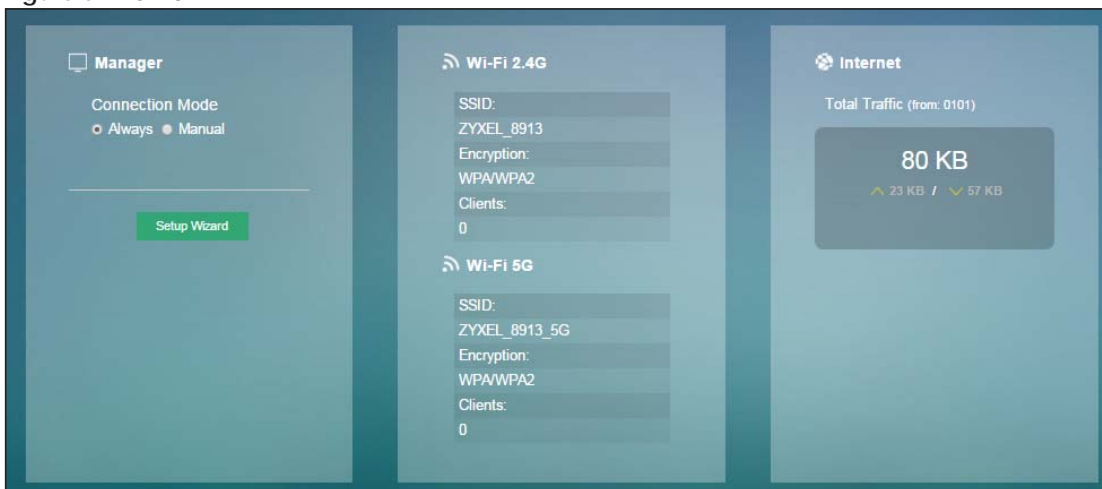 Manager
Connection Mode
Always Manual
Setup Wizard
Wi-Fi 2.4G
SSID:
ZYXEL_8913
Encryption:
WPA/WPA2
Clients:
0
Wi-Fi 5G
SSID:
ZYXEL_8913_5G
Encryption:
WPA/WPA2
Clients:
0
Internet
Total Traffic (from: 0101)
80 KB
23 KB / 57 KB